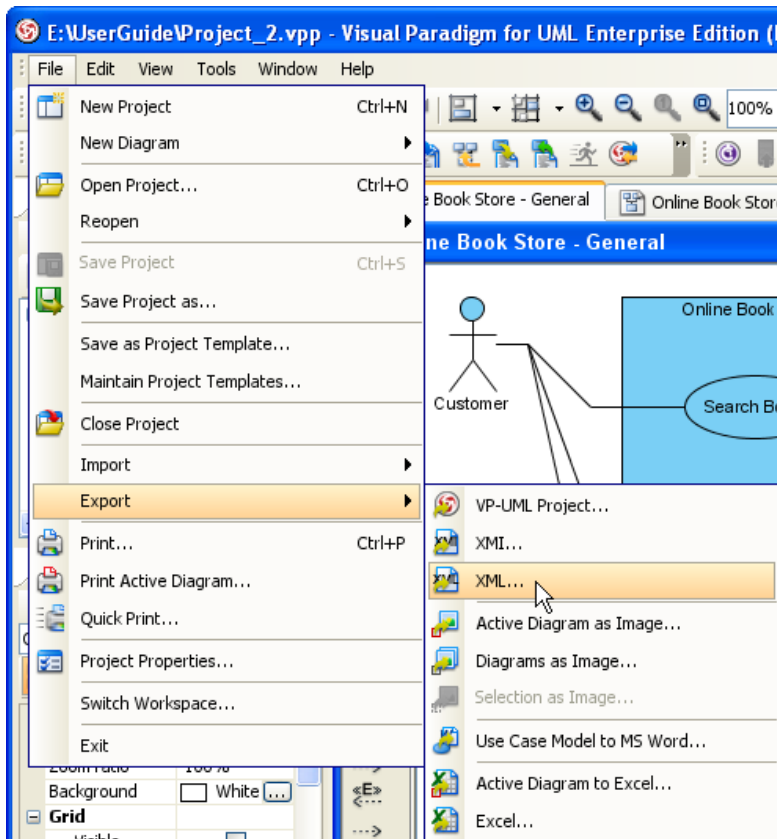 E:\UserGuide\Project_2.vpp - Visual Paradigm for UML Enterprise Edition (
File Edit View Tools Window Help
New Project Ctrl+N
100%
New Diagram
Open Project... Ctrl+O
Book Store - General Online Book Stor
Reopen
ne Book Store - General
Save Project Ctrl+S
Save Project as...
Online Book
Save as Project Template...
Maintain Project Templates...
Customer
Search B
Close Project
Import
Export
VP-UML Project...
Print... Ctrl+P
XMI...
Print Active Diagram...
XML...
Quick Print...
Active Diagram as Image...
Project Properties...
Diagrams as Image...
Switch Workspace...
Selection as Image...
Exit
Use Case Model to MS Word...
Zoom ratio 100%
Background White ...
«E»
Active Diagram to Excel...
Grid
Excel...
Visible